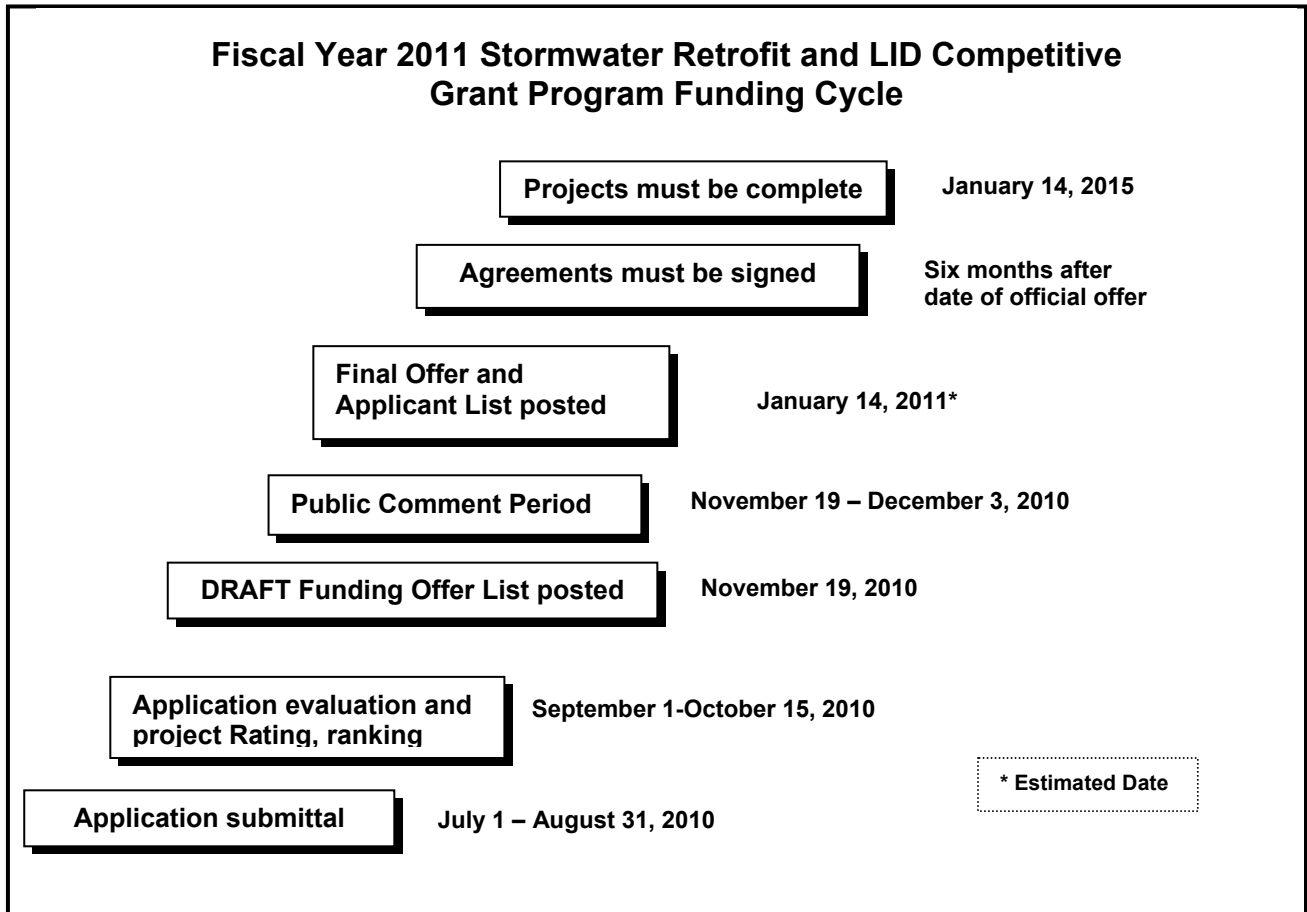 Fiscal Year 2011 Stormwater Retrofit and LID Competitive
Grant Program Funding Cycle
Projects must be complete
January 14, 2015
Agreements must be signed
Six months after
date of official offer
Final Offer and
Applicant List posted
January 14, 2011*
Public Comment Period
November 19 – December 3, 2010
DRAFT Funding Offer List posted
November 19, 2010
Application evaluation and
project Rating, ranking
September 1-October 15, 2010
* Estimated Date
Application submittal
July 1 – August 31, 2010